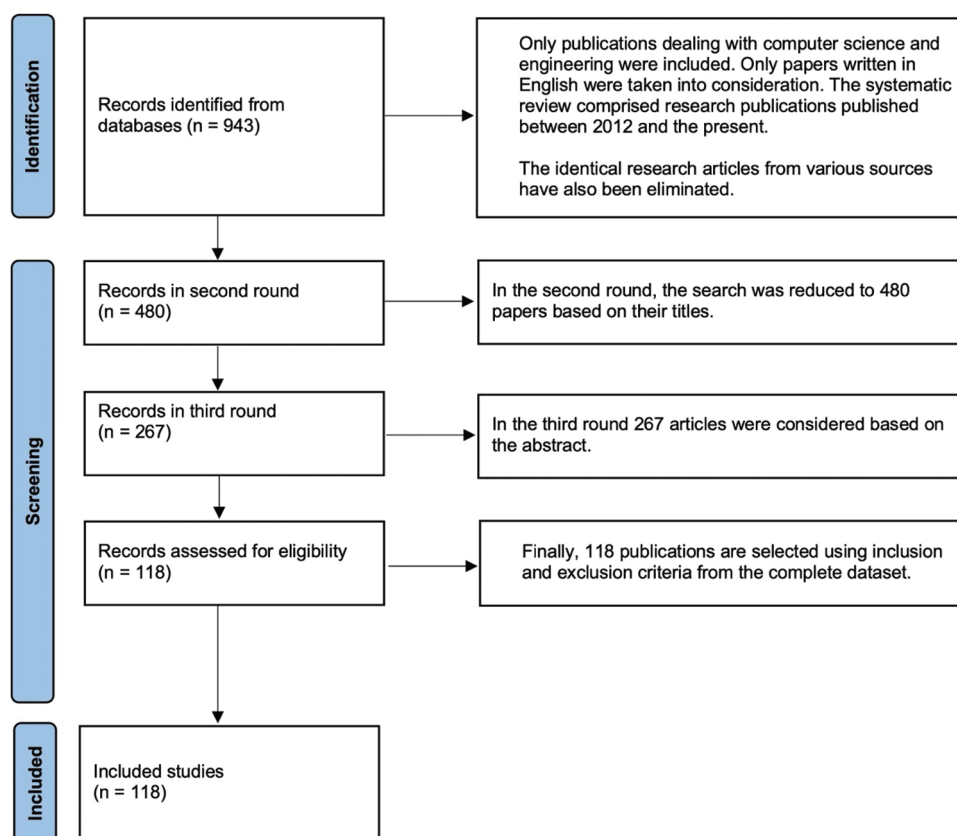 Identification
Records identified from
databases (n = 943)
Only publications dealing with computer science and
engineering were included. Only papers written in
English were taken into consideration. The systematic
review comprised research publications published
between 2012 and the present.
The identical research articles from various sources
have also been eliminated.
Screening
Records in second round
(n = 480)
In the second round, the search was reduced to 480
papers based on their titles.
Records in third round
(n = 267)
In the third round 267 articles were considered based on
the abstract.
Records assessed for eligibility
(n = 118)
Finally, 118 publications are selected using inclusion
and exclusion criteria from the complete dataset.
Included
Included studies
(n = 118)